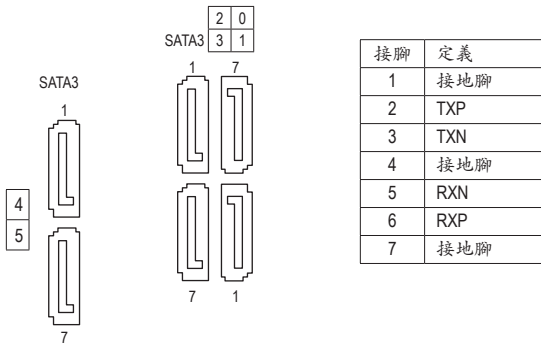 2 0
SATA3 3 1
1 7
7 1
SATA3
1
4
5
7
接腳 定義
1 接地腳
2 TXP
3 TXN
4 接地腳
5 RXN
6 RXP
7 接地腳